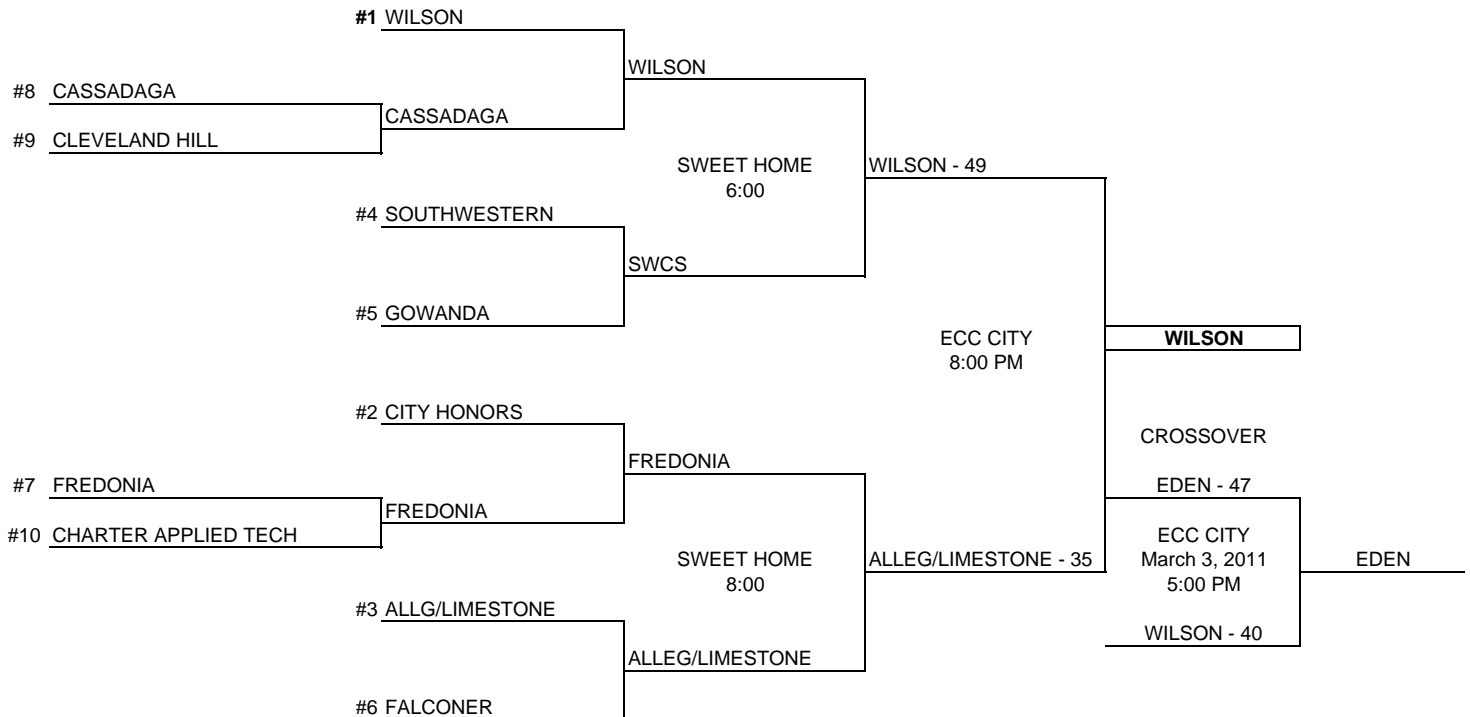 #1 WILSON
WILSON
#8 CASSADAGA
CASSADAGA
#9 CLEVELAND HILL
SWEET HOME
6:00
WILSON - 49
#4 SOUTHWESTERN
SWCS
#5 GOWANDA
ECC CITY
8:00 PM
WILSON
#2 CITY HONORS
CROSSOVER
FREDONIA
#7 FREDONIA
EDEN - 47
FREDONIA
#10 CHARTER APPLIED TECH
ECC CITY
March 3, 2011
5:00 PM
SWEET HOME
8:00
ALLEG/LIMESTONE - 35
EDEN
#3 ALLG/LIMESTONE
WILSON - 40
ALLEG/LIMESTONE
#6 FALCONER